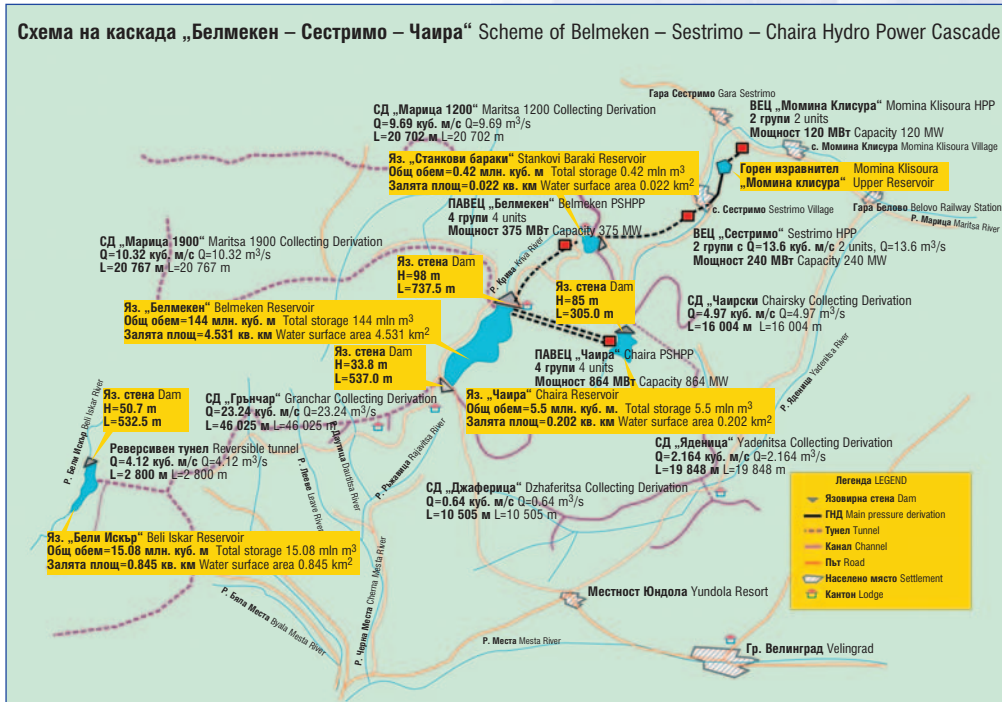 Схема на каскада „Белмекен – Сестримо – Чаира“ Scheme of Belmeken – Sestrimo – Chaira Hydro Power Cascade
Гара Сестримо Gara Sestrimo
СД „Марица 1200“ Maritsa 1200 Collecting Derivation
Q=9.69 куб. м/с Q=9.69 m³/s
L=20 702 м L=20 702 m
ВЕЦ „Момина Клисура“ Momina Klisoura HPP
2 групи 2 units
Мощност 120 МВт Capacity 120 MW
с. Момина Клисура Momina Klisoura Village
Яз. „Станкови бараки“ Stankovi Baraki Reservoir
Общ обем=0.42 млн. куб. м Total storage 0.42 mln m³
Залята площ=0.022 кв. км Water surface area 0.022 km²
Горен изравнител Momina Klisoura
„Момина клисура“ Upper Reservoir
ПАВЕЦ „Белмекен“ Belmeken PSHPP
4 групи 4 units
Мощност 375 МВт Capacity 375 MW
с. Сестримо Sestrimo Village
Гара Белово Belovo Railway Station
Р. Марица Maritsa River
ВЕЦ „Сестримо“ Sestrimo HPP
2 групи с Q=13.6 куб. м/с 2 units, Q=13.6 m³/s
Мощност 240 МВт Capacity 240 MW
СД „Марица 1900“ Maritsa 1900 Collecting Derivation
Q=10.32 куб. м/с Q=10.32 m³/s
L=20 767 м L=20 767 m
Яз. стена Dam
H=98 m
L=737.5 m
Р. Крива Kriva River
Яз. стена Dam
H=85 m
L=305.0 m
СД „Чаирски“ Chairsky Collecting Derivation
Q=4.97 куб. м/с Q=4.97 m³/s
L=16 004 м L=16 004 m
Яз. „Белмекен“ Belmeken Reservoir
Общ обем=144 млн. куб. м Total storage 144 mln m³
Залята площ=4.531 кв. км Water surface area 4.531 km²
Яз. стена Dam
H=33.8 m
L=537.0 m
ПАВЕЦ „Чаира“ Chaira PSHPP
4 групи 4 units
Мощност 864 МВт Capacity 864 MW
Р. Яденица Yadenitsa River
Яз. „Чаира“ Chaira Reservoir
Общ обем=5.5 млн. куб. м. Total storage 5.5 mln m³
Залята площ=0.202 кв. км Water surface area 0.202 km²
Р. Бели Искър Beli Iskar River
Яз. стена Dam
H=50.7 m
L=532.5 m
СД „Грънчар“ Granchar Collecting Derivation
Q=23.24 куб. м/с Q=23.24 m³/s
L=46 025 м L=46 025 m
Реверсивен тунел Reversible tunnel
Q=4.12 куб. м/с Q=4.12 m³/s
L=2 800 м L=2 800 m
Р. Лееве Leave River
Dautitsa River
Р. Ръжавица Rajavitsa River
СД „Яденица“ Yadenitsa Collecting Derivation
Q=2.164 куб. м/с Q=2.164 m³/s
L=19 848 м L=19 848 m
СД „Джаферица“ Dzhaferitsa Collecting Derivation
Q=0.64 куб. м/с Q=0.64 m³/s
L=10 505 м L=10 505 m
Яз. „Бели Искър“ Beli Iskar Reservoir
Общ обем=15.08 млн. куб. м Total storage 15.08 mln m³
Залята площ=0.845 кв. км Water surface area 0.845 km²
Легенда LEGEND
Язовирна стена Dam
ГНД Main pressure derivation
Тунел Tunnel
Канал Channel
Път Road
Населено място Settlement
Кантон Lodge
Р. Бяла Места Byala Mesta River
Р. Черна Места Cherna Mesta River
Местност Юндола Yundola Resort
Р. Места Mesta River
Гр. Велинград Velingrad